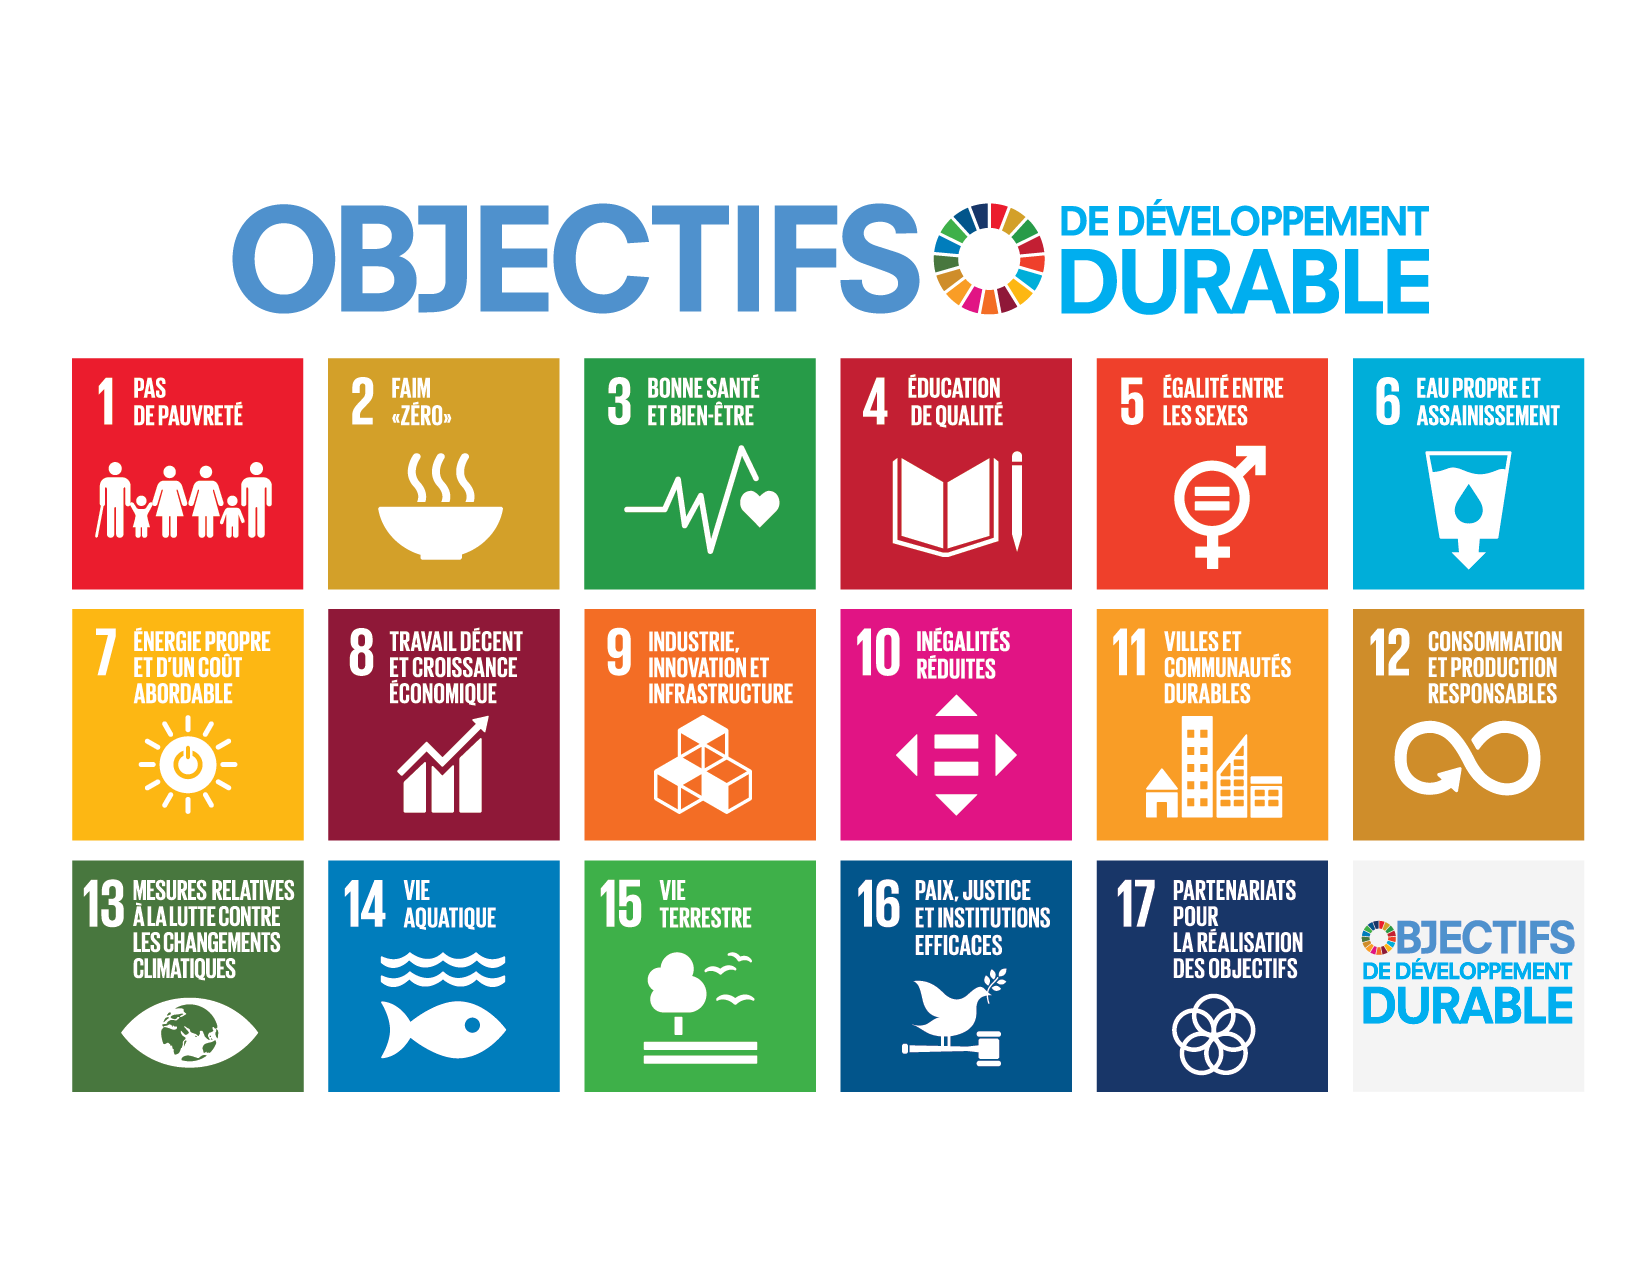 OBJECTIFS
DE DÉVELOPPEMENT
DURABLE
1 PAS
DE PAUVRETÉ
2 FAIM
«ZÉRO»
3 BONNE SANTÉ
ET BIEN-ÊTRE
4 ÉDUCATION
DE QUALITÉ
5 ÉGALITÉ ENTRE
LES SEXES
6 EAU PROPRE ET
ASSAINISSEMENT
7 ÉNERGIE PROPRE
ET D'UN COÛT
ABORDABLE
8 TRAVAIL DÉCENT
ET CROISSANCE
ÉCONOMIQUE
9 INDUSTRIE,
INNOVATION ET
INFRASTRUCTURE
10 INÉGALITÉS
RÉDUITES
11 VILLES ET
COMMUNAUTÉS
DURABLES
12 CONSOMMATION
ET PRODUCTION
RESPONSABLES
13 MESURES RELATIVES
À LA LUTTE CONTRE
LES CHANGEMENTS
CLIMATIQUES
14 VIE
AQUATIQUE
15 VIE
TERRESTRE
16 PAIX, JUSTICE
ET INSTITUTIONS
EFFICACES
17 PARTENARIATS
POUR
LA RÉALISATION
DES OBJECTIFS
OBJECTIFS
DE DÉVELOPPEMENT
DURABLE